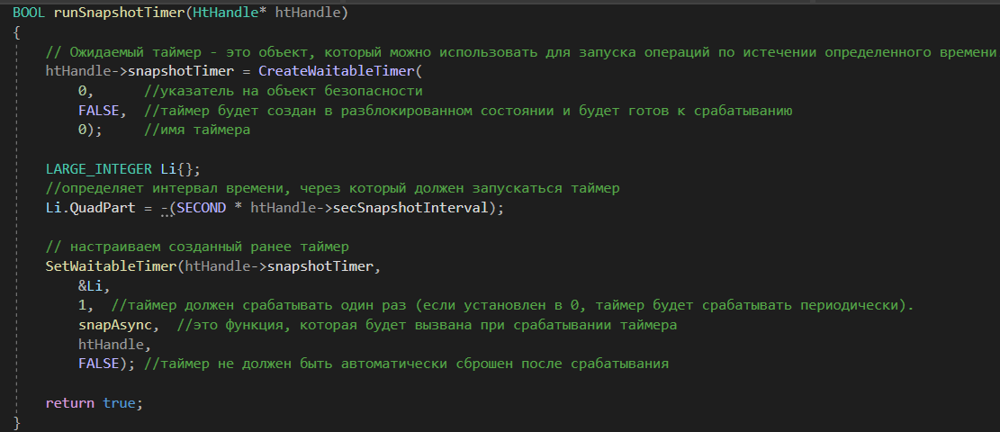 BOOL runSnapshotTimer(HtHandle* htHandle)
{
// Ожидаемый таймер - это объект, который можно использовать для запуска операций по истечении определенного времени
htHandle->snapshotTimer = CreateWaitableTimer(
0, //указатель на объект безопасности
FALSE, //таймер будет создан в разблокированном состоянии и будет готов к срабатыванию
0); //имя таймера
LARGE_INTEGER Li{};
//определяет интервал времени, через который должен запускаться таймер
Li.QuadPart = -(SECOND * htHandle->secSnapshotInterval);
// настраиваем созданный ранее таймер
SetWaitableTimer(htHandle->snapshotTimer,
&Li,
1, //таймер должен срабатывать один раз (если установлен в 0, таймер будет срабатывать периодически).
snapAsync, //это функция, которая будет вызвана при срабатывании таймера
htHandle,
FALSE); //таймер не должен быть автоматически сброшен после срабатывания
return true;
}